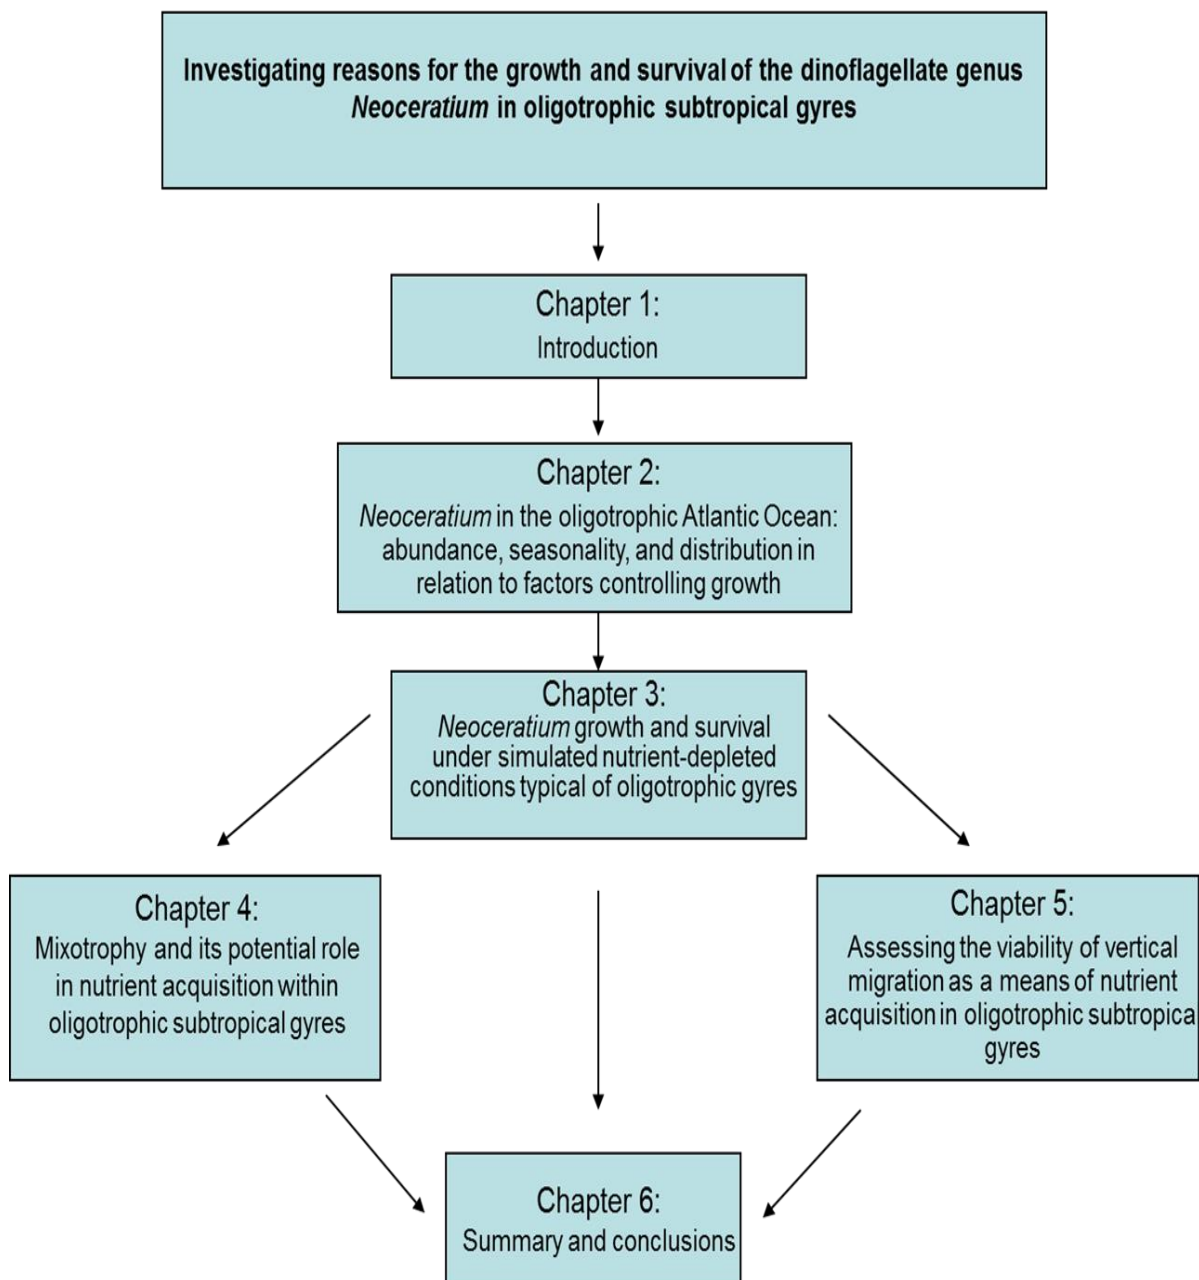 Investigating reasons for the growth and survival of the dinoflagellate genus
Neoceratium in oligotrophic subtropical gyres
Chapter 1:
Introduction
Chapter 2:
Neoceratium in the oligotrophic Atlantic Ocean:
abundance, seasonality, and distribution in
relation to factors controlling growth
Chapter 3:
Neoceratium growth and survival
under simulated nutrient-depleted
conditions typical of oligotrophic gyres
Chapter 4:
Mixotrophy and its potential role
in nutrient acquisition within
oligotrophic subtropical gyres
Chapter 5:
Assessing the viability of vertical
migration as a means of nutrient
acquisition in oligotrophic subtropica
gyres
Chapter 6:
Summary and conclusions